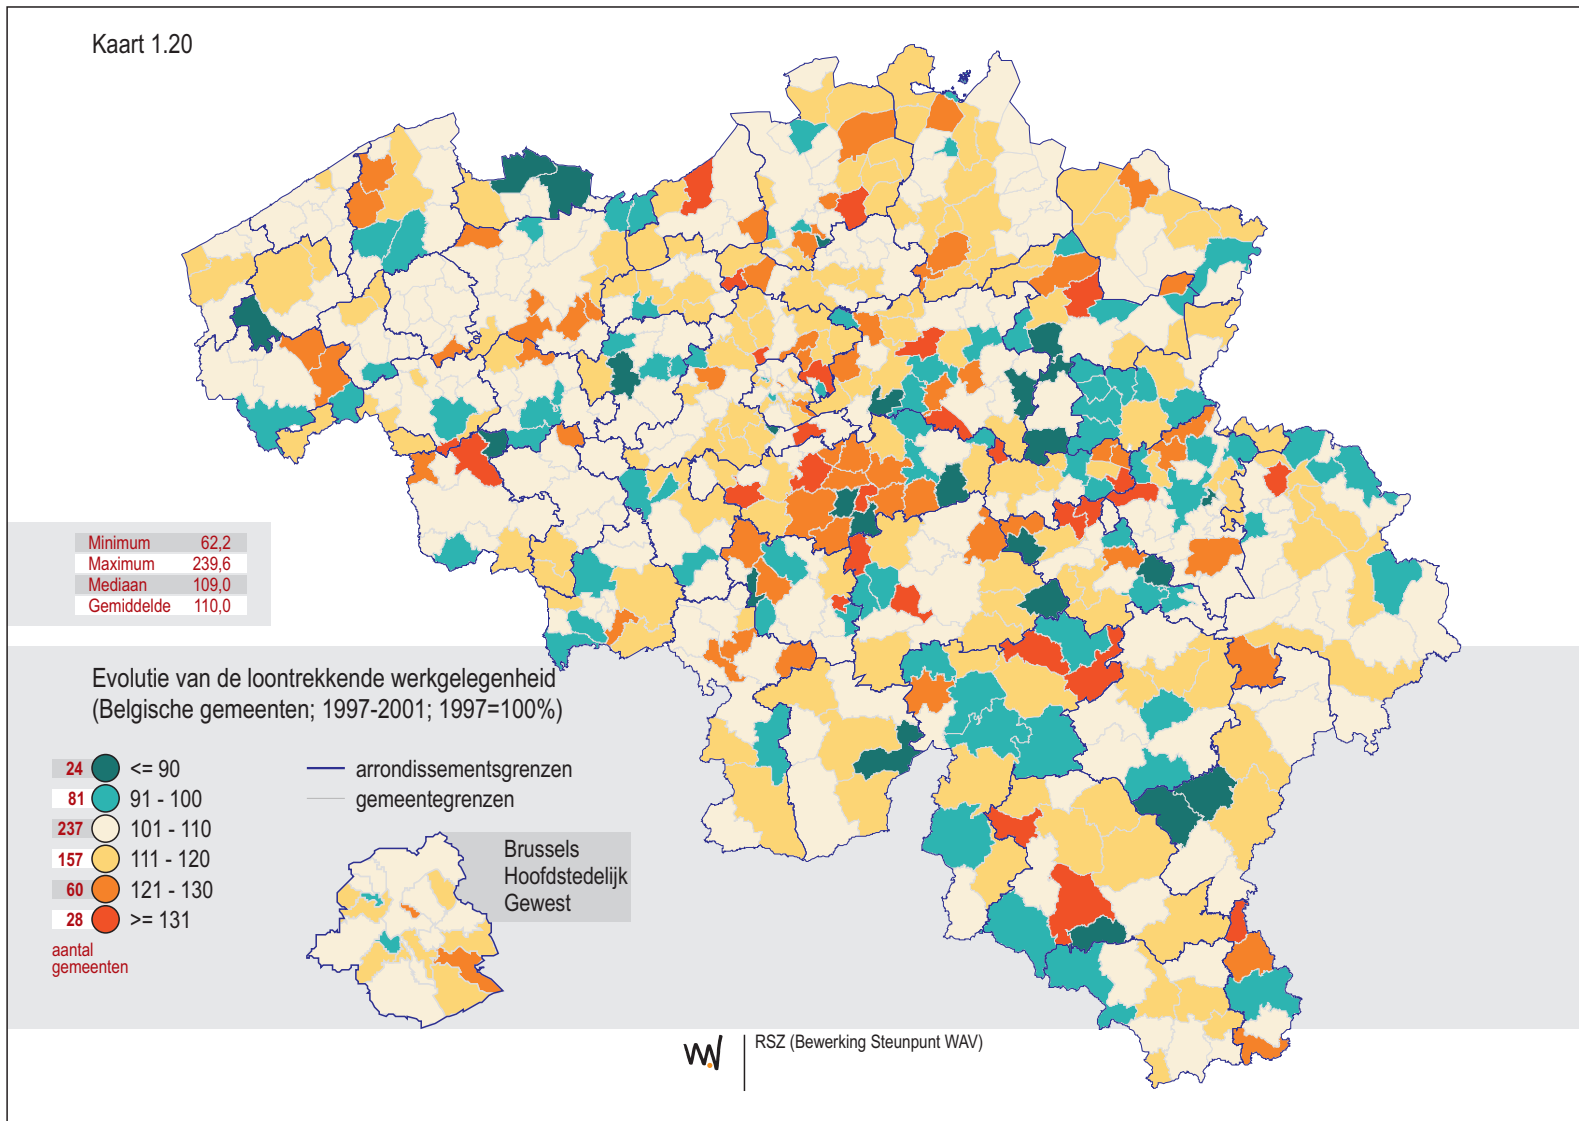 Kaart 1.20
Minimum 62,2
Maximum 239,6
Mediaan 109,0
Gemiddelde 110,0
Evolutie van de loontrekkende werkgelegenheid
(Belgische gemeenten; 1997-2001; 1997=100%)
24 <= 90
81 91 - 100
237 101 - 110
157 111 - 120
60 121 - 130
28 >= 131
aantal
gemeenten
arrondissementsgrenzen
gemeentegrenzen
Brussels
Hoofdstedelijk
Gewest
RSZ (Bewerking Steunpunt WAV)